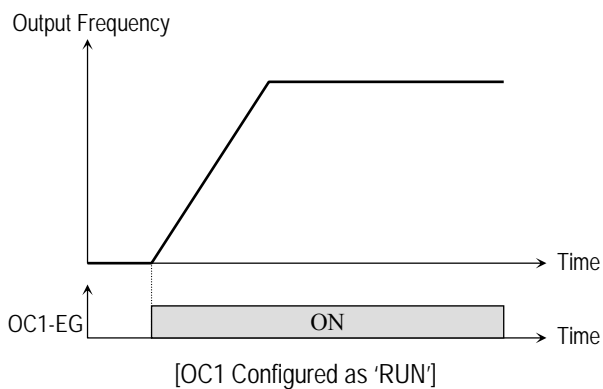 Output Frequency
Time
OC1-EG
ON
Time
[OC1 Configured as ‘RUN’]